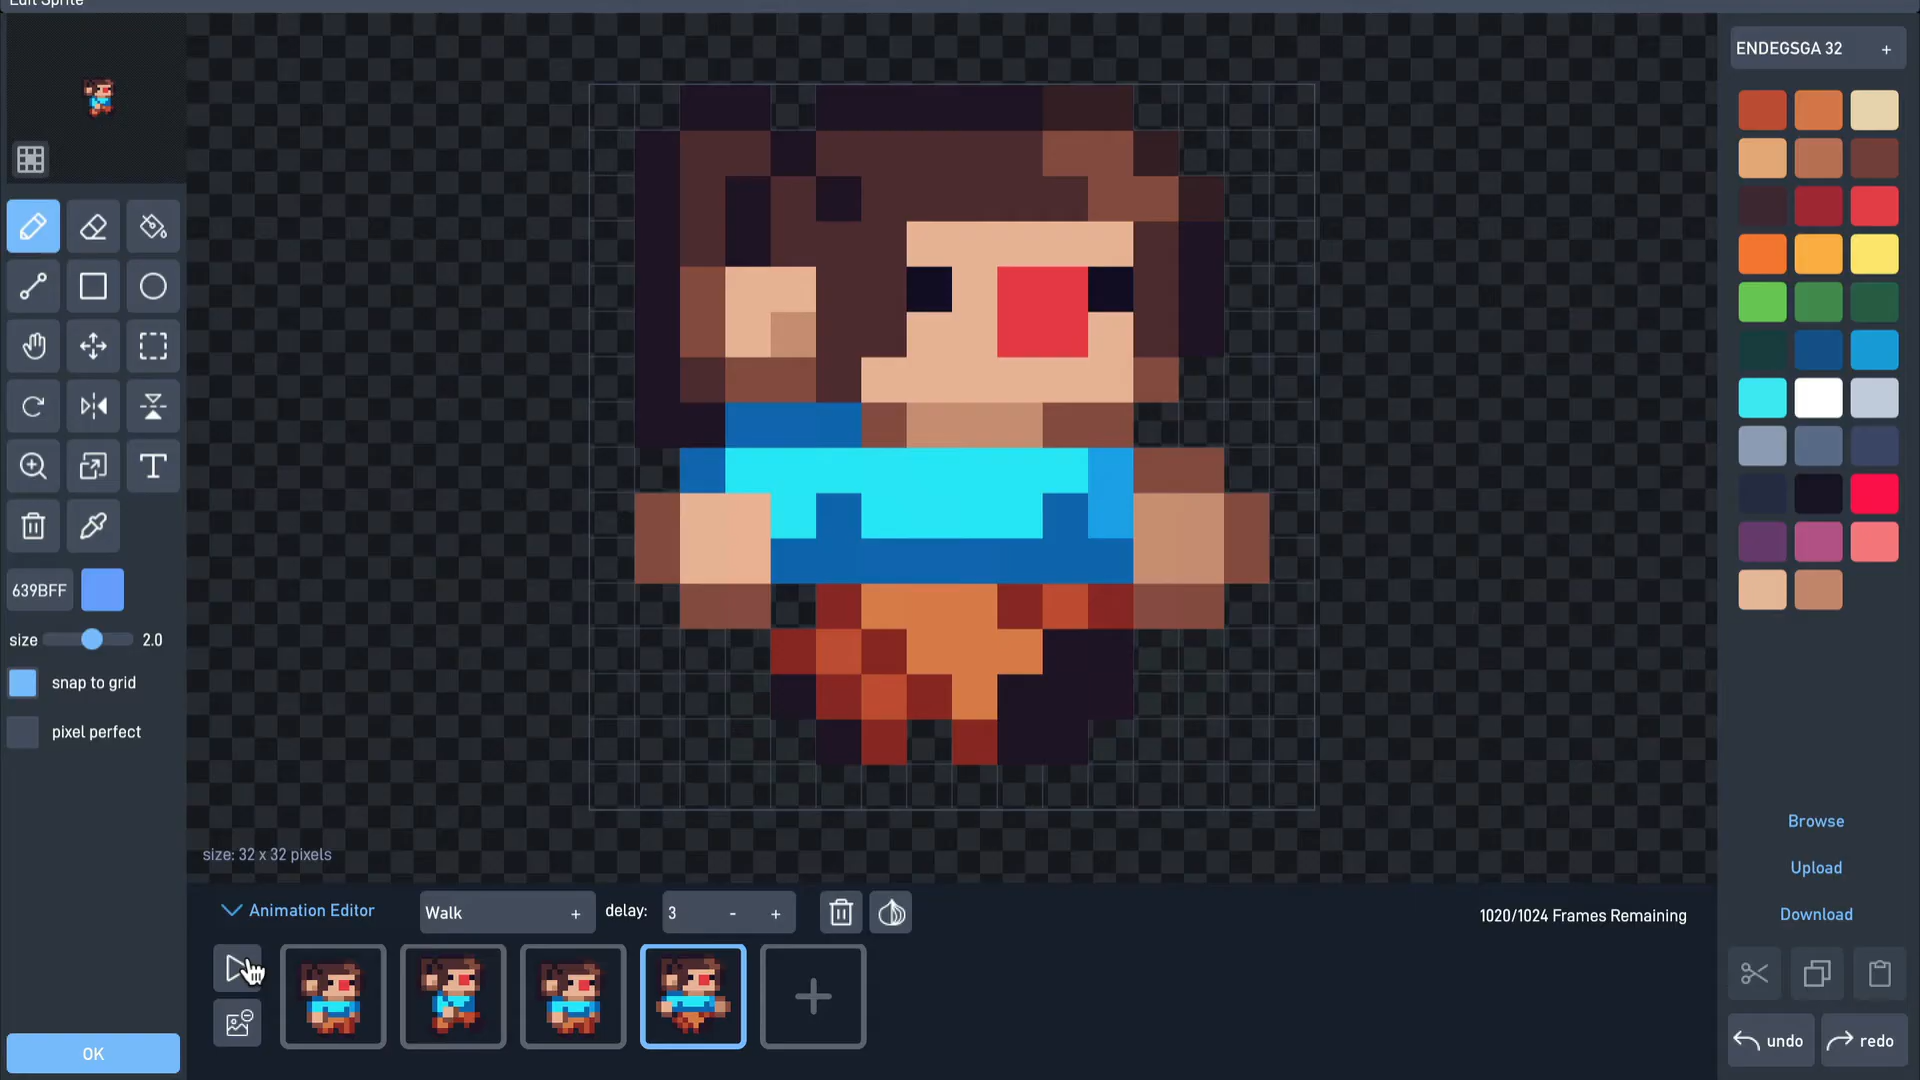 Edit Sprite
ENDEGSGA 32 +
T
639BFF
size 2.0
snap to grid
pixel perfect
size: 32 x 32 pixels
Browse
Upload
Download
Animation Editor
Walk +
delay: 3 - +
1020/1024 Frames Remaining
OK
undo
redo